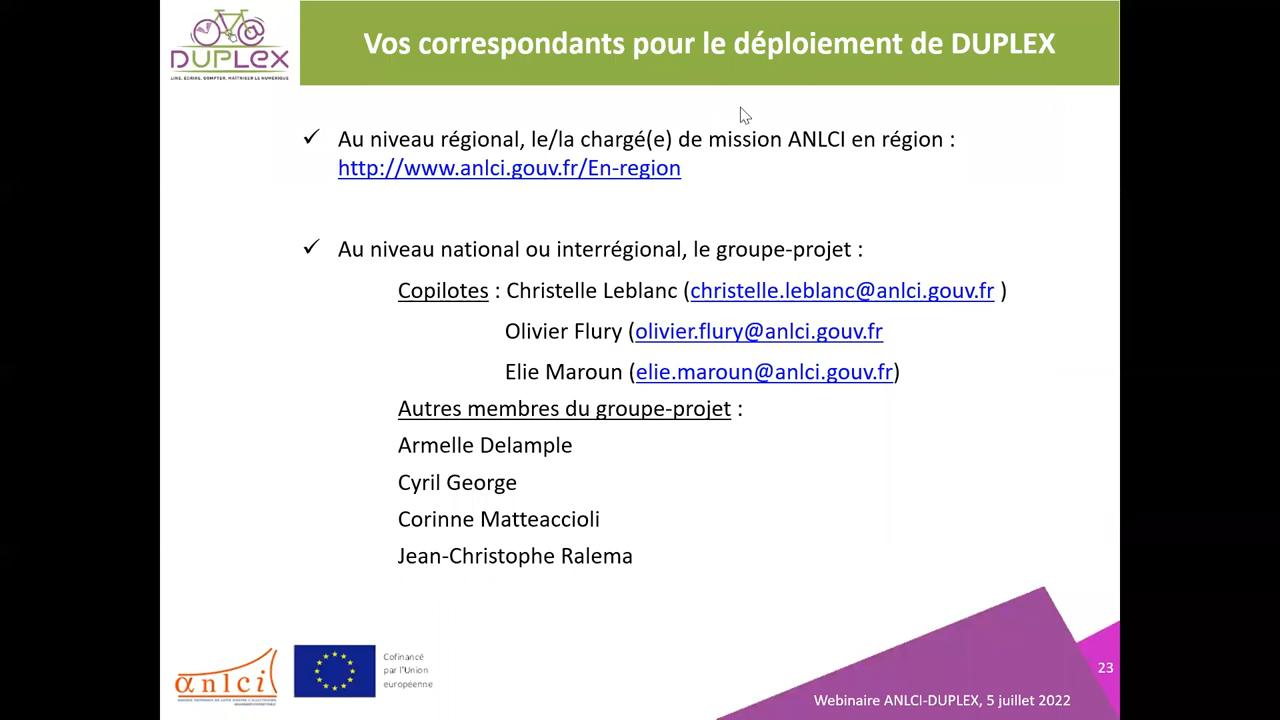 DUPLEX
LIRE, ÉCRIRE, COMPTER, MAÎTRISER LE NUMÉRIQUE
Vos correspondants pour le déploiement de DUPLEX
✓ Au niveau régional, le/la chargé(e) de mission ANLCI en région :
http://www.anlci.gouv.fr/En-region
✓ Au niveau national ou interrégional, le groupe-projet :
Copilotes : Christelle Leblanc (christelle.leblanc@anlci.gouv.fr )
Olivier Flury (olivier.flury@anlci.gouv.fr
Elie Maroun (elie.maroun@anlci.gouv.fr)
Autres membres du groupe-projet :
Armelle Delample
Cyril George
Corinne Matteaccioli
Jean-Christophe Ralema
anlci
Cofinancé
par l'Union
européenne
23
Webinaire ANLCI-DUPLEX, 5 juillet 2022